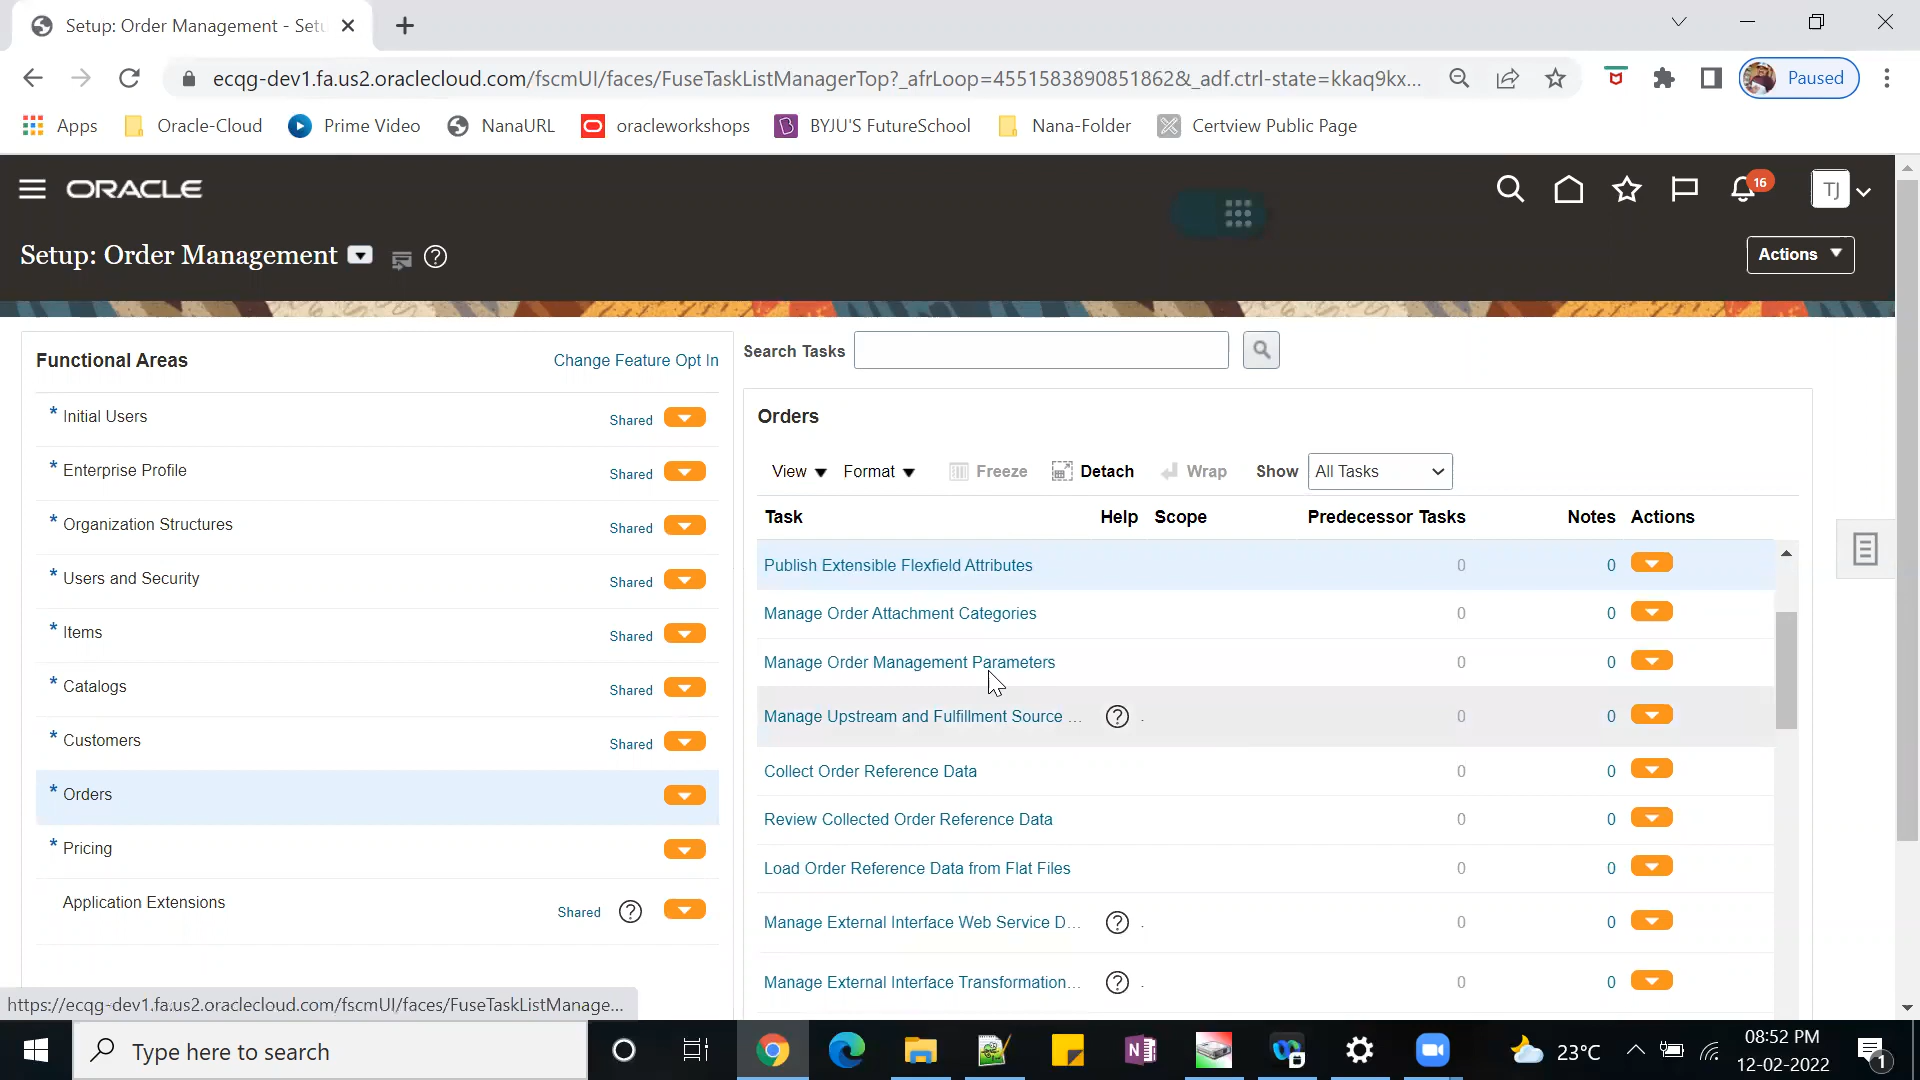 Setup: Order Management - Setu
ecqg-dev1.fa.us2.oraclecloud.com/fscmUI/faces/FuseTaskListManagerTop?_afrLoop=4551583890851862&_adf.ctrl-state=kkaq9kx...
Paused
Apps
Oracle-Cloud
Prime Video
NanaURL
oracleworkshops
BYJU'S FutureSchool
Nana-Folder
Certview Public Page
ORACLE
16
TJ
Setup: Order Management
Actions
Functional Areas
Change Feature Opt In
* Initial Users Shared
* Enterprise Profile Shared
* Organization Structures Shared
* Users and Security Shared
* Items Shared
* Catalogs Shared
* Customers Shared
* Orders
* Pricing
Application Extensions Shared
Search Tasks
Orders
View Format Freeze Detach Wrap Show All Tasks
Task Help Scope Predecessor Tasks Notes Actions
Publish Extensible Flexfield Attributes 0 0
Manage Order Attachment Categories 0 0
Manage Order Management Parameters 0 0
Manage Upstream and Fulfillment Source ... 0 0
Collect Order Reference Data 0 0
Review Collected Order Reference Data 0 0
Load Order Reference Data from Flat Files 0 0
Manage External Interface Web Service D... 0 0
Manage External Interface Transformation... 0 0
https://ecqg-dev1.fa.us2.oraclecloud.com/fscmUI/faces/FuseTaskListManage...
Type here to search
23°C
08:52 PM
12-02-2022
1